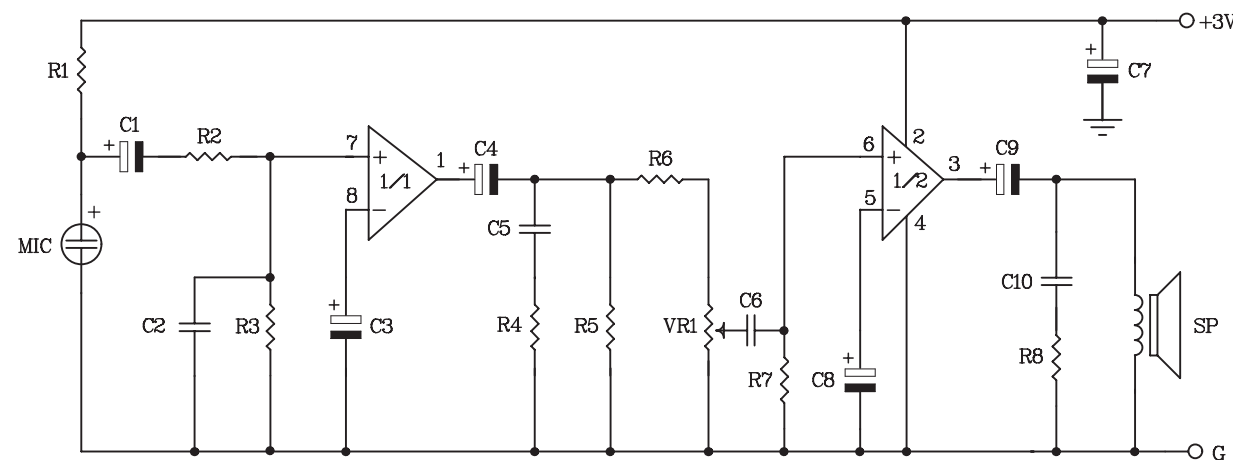 +3V
R1
C7
C1
R2
7
1
C4
R6
6
2
C9
3
+
+
+
+
1/1
+
1/2
+
8
−
5
−
4
C5
MIC
+
C10
C2
R3
+
C3
R4
R5
VR1
C6
SP
R7
+
C8
R8
+
G